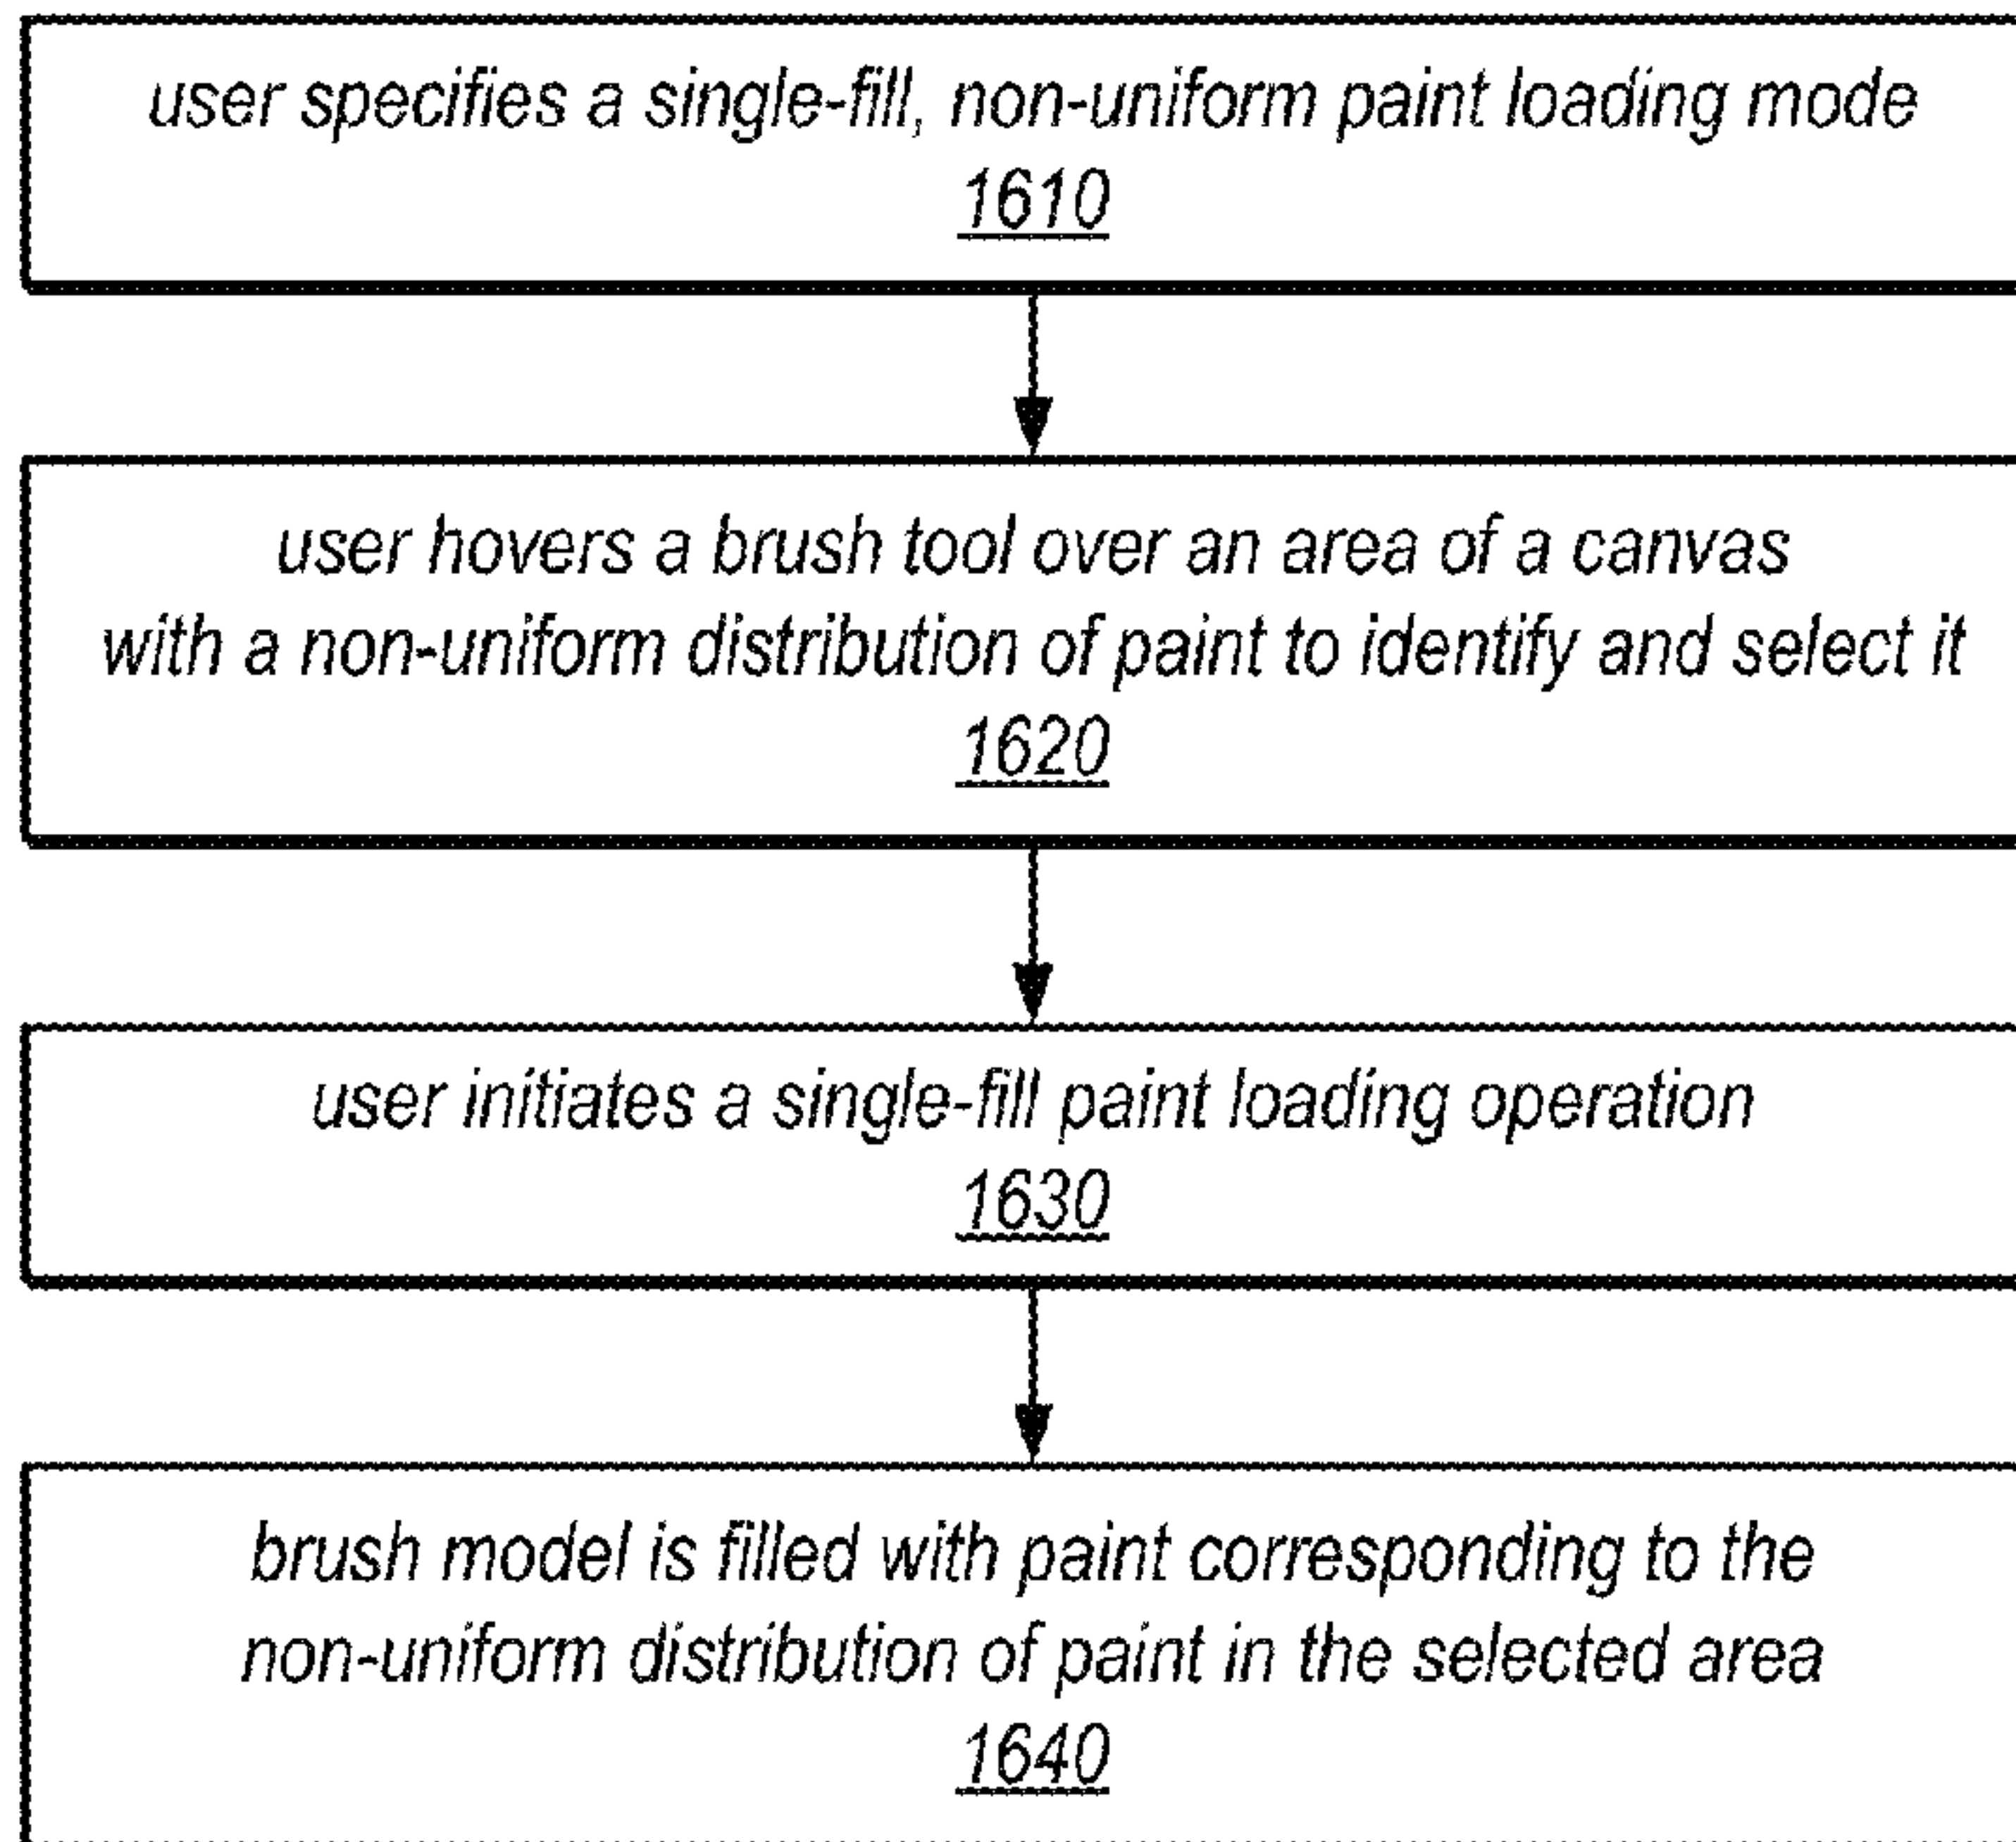 user specifies a single-fill, non-uniform paint loading mode
1610
user hovers a brush tool over an area of a canvas
with a non-uniform distribution of paint to identify and select it
1620
user initiates a single-fill paint loading operation
1630
brush model is filled with paint corresponding to the
non-uniform distribution of paint in the selected area
1640